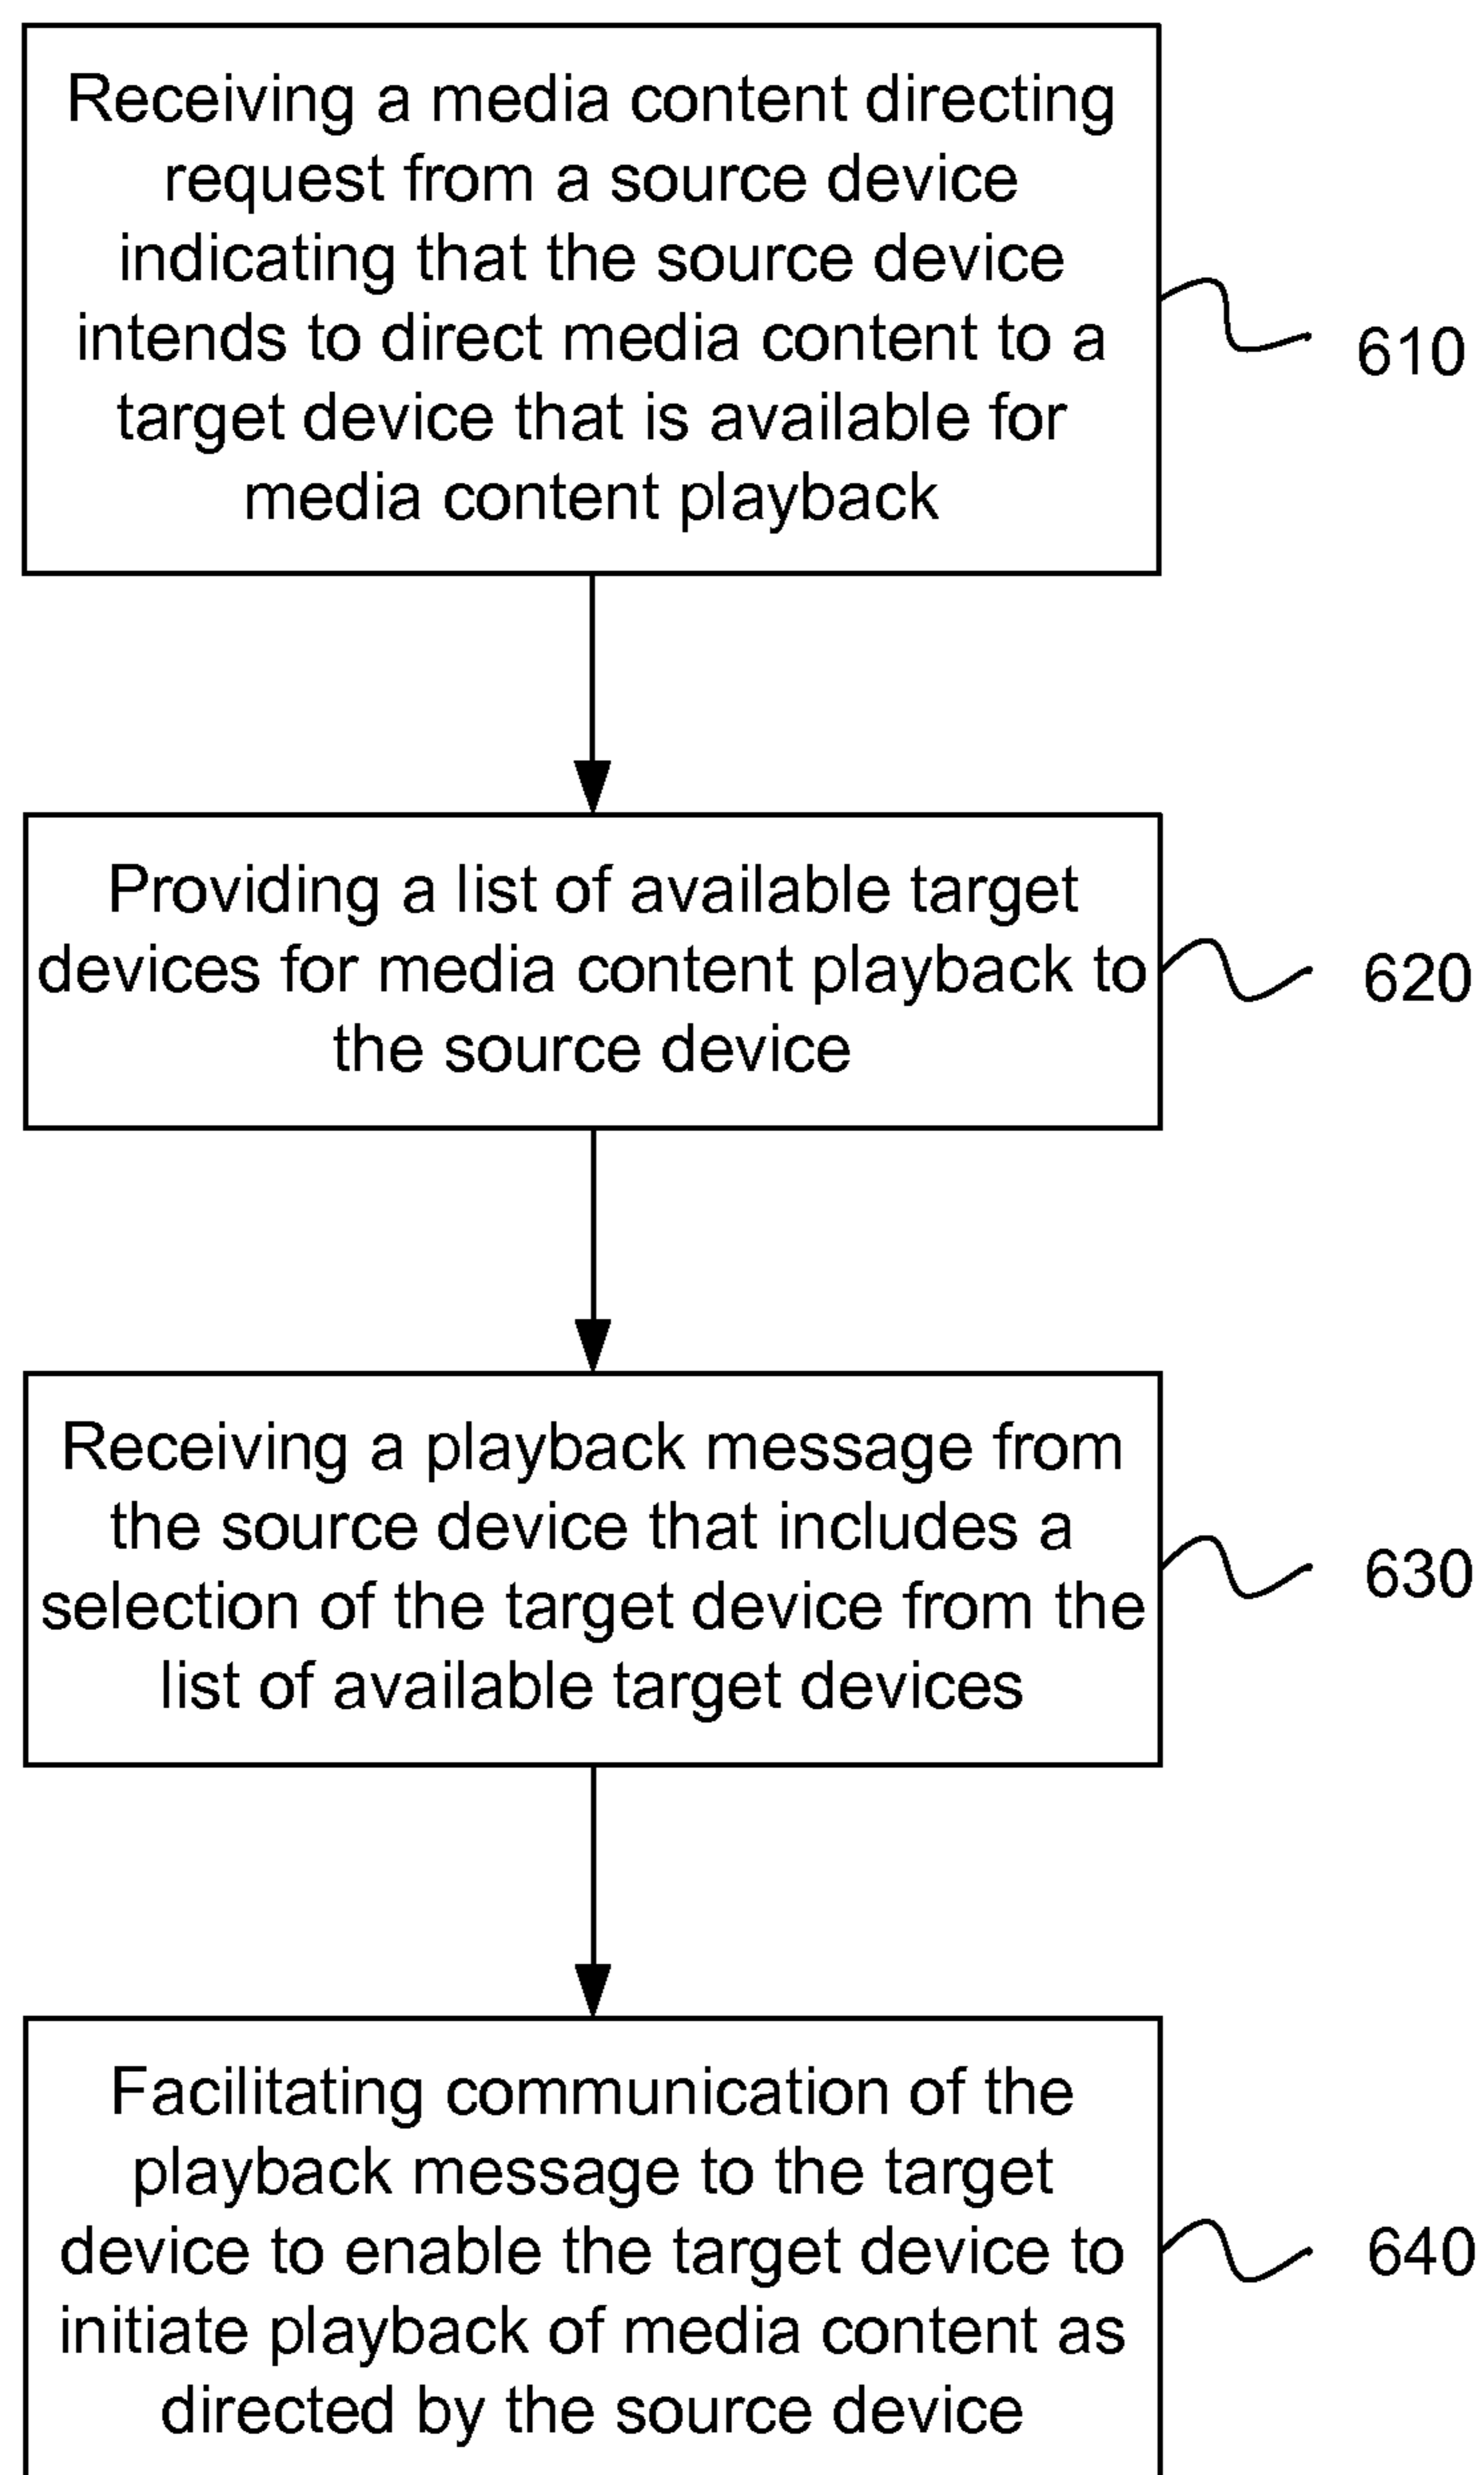 Receiving a media content directing
request from a source device
indicating that the source device
intends to direct media content to a
target device that is available for
media content playback
610
Providing a list of available target
devices for media content playback to
the source device
620
Receiving a playback message from
the source device that includes a
selection of the target device from the
list of available target devices
630
Facilitating communication of the
playback message to the target
device to enable the target device to
initiate playback of media content as
directed by the source device
640